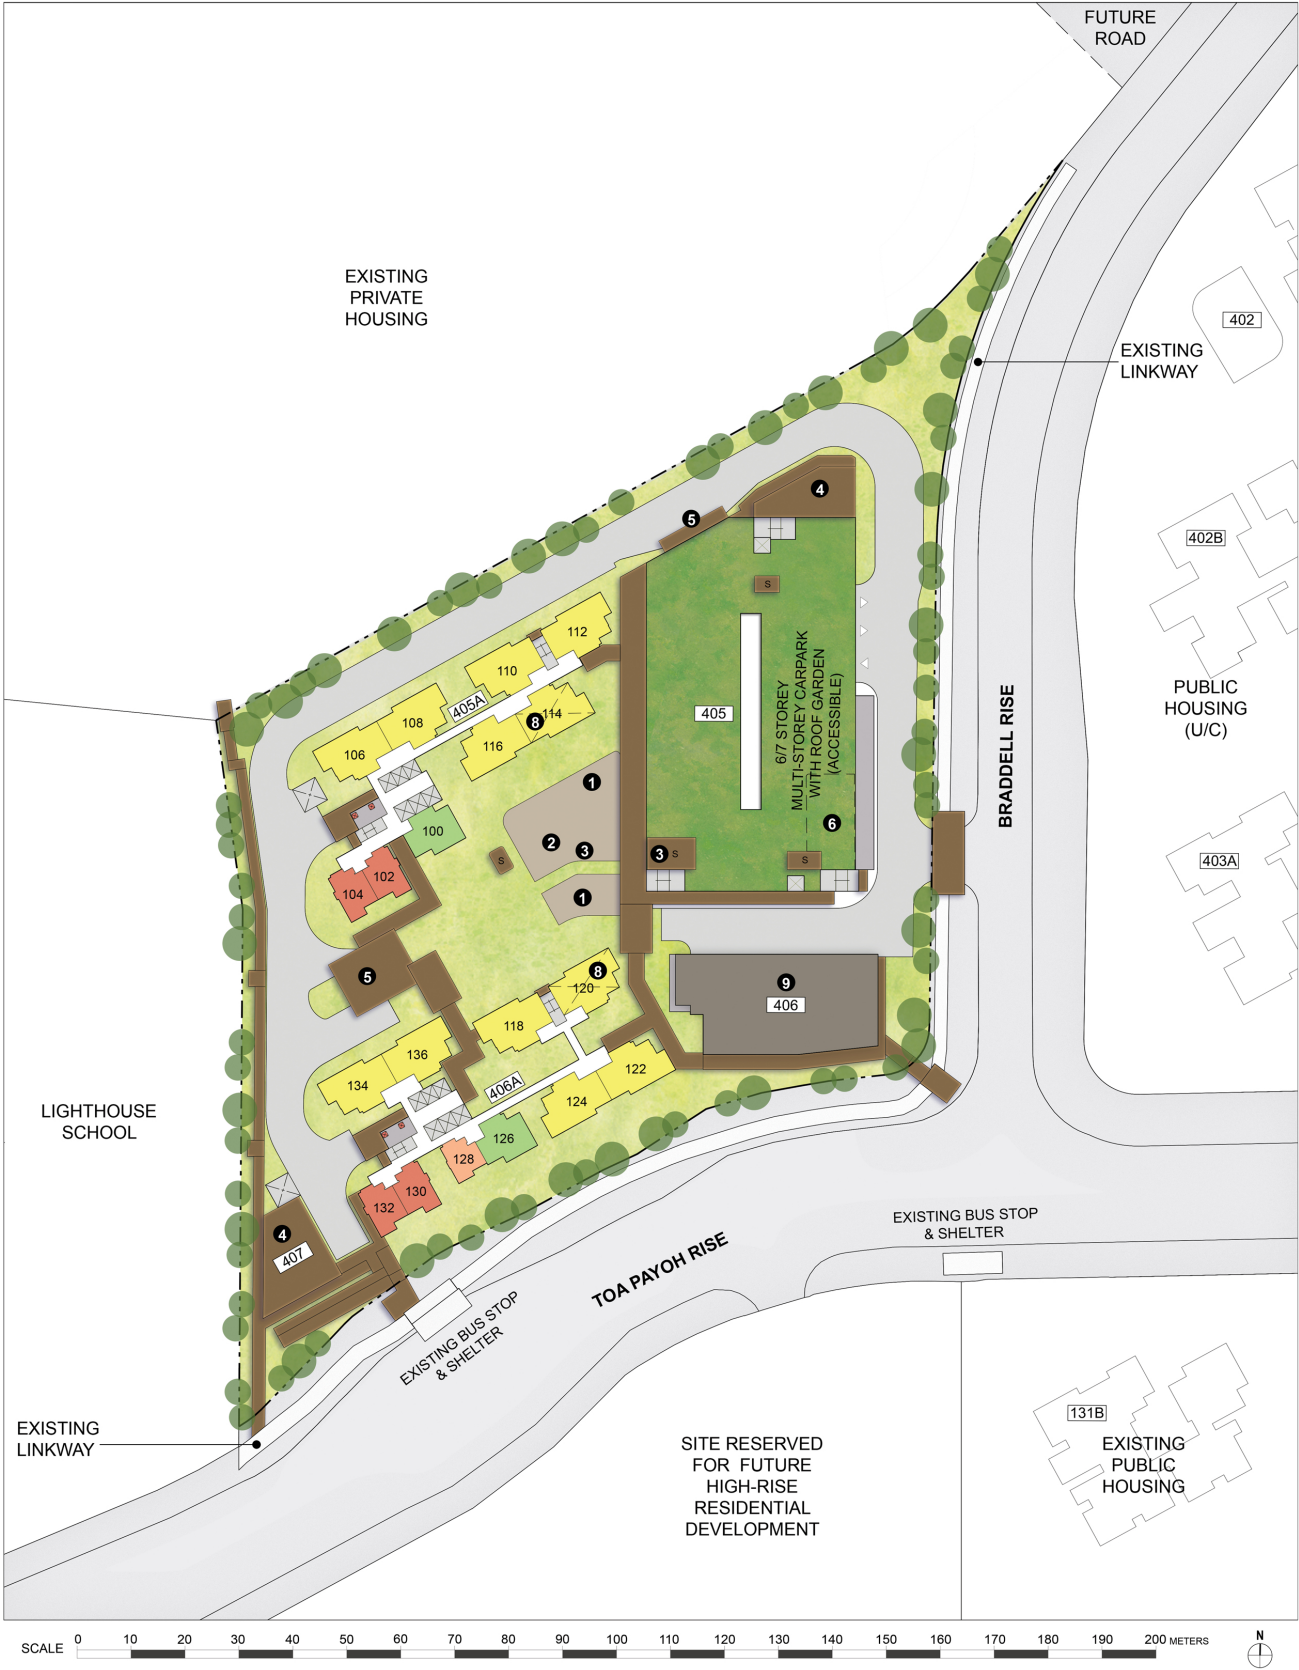 FUTURE
ROAD
EXISTING
PRIVATE
HOUSING
402
EXISTING
LINKWAY
4
5
402B
S
112
110
405A
108
106
8
114
116
405
6/7 STOREY
MULTI-STOREY CARPARK
WITH ROOF GARDEN
(ACCESSIBLE)
PUBLIC
HOUSING
(U/C)
BRADDELL RISE
1
2
3
6
100
S
3
S
S
403A
102
104
1
5
8
120
9
406
118
136
134
122
406A
124
126
128
130
132
LIGHTHOUSE
SCHOOL
4
407
EXISTING BUS STOP
& SHELTER
TOA PAYOH RISE
EXISTING BUS STOP
& SHELTER
131B
EXISTING
LINKWAY
SITE RESERVED
FOR FUTURE
HIGH-RISE
RESIDENTIAL
DEVELOPMENT
EXISTING
PUBLIC
HOUSING
SCALE 0 10 20 30 40 50 60 70 80 90 100 110 120 130 140 150 160 170 180 190 200 METERS
N